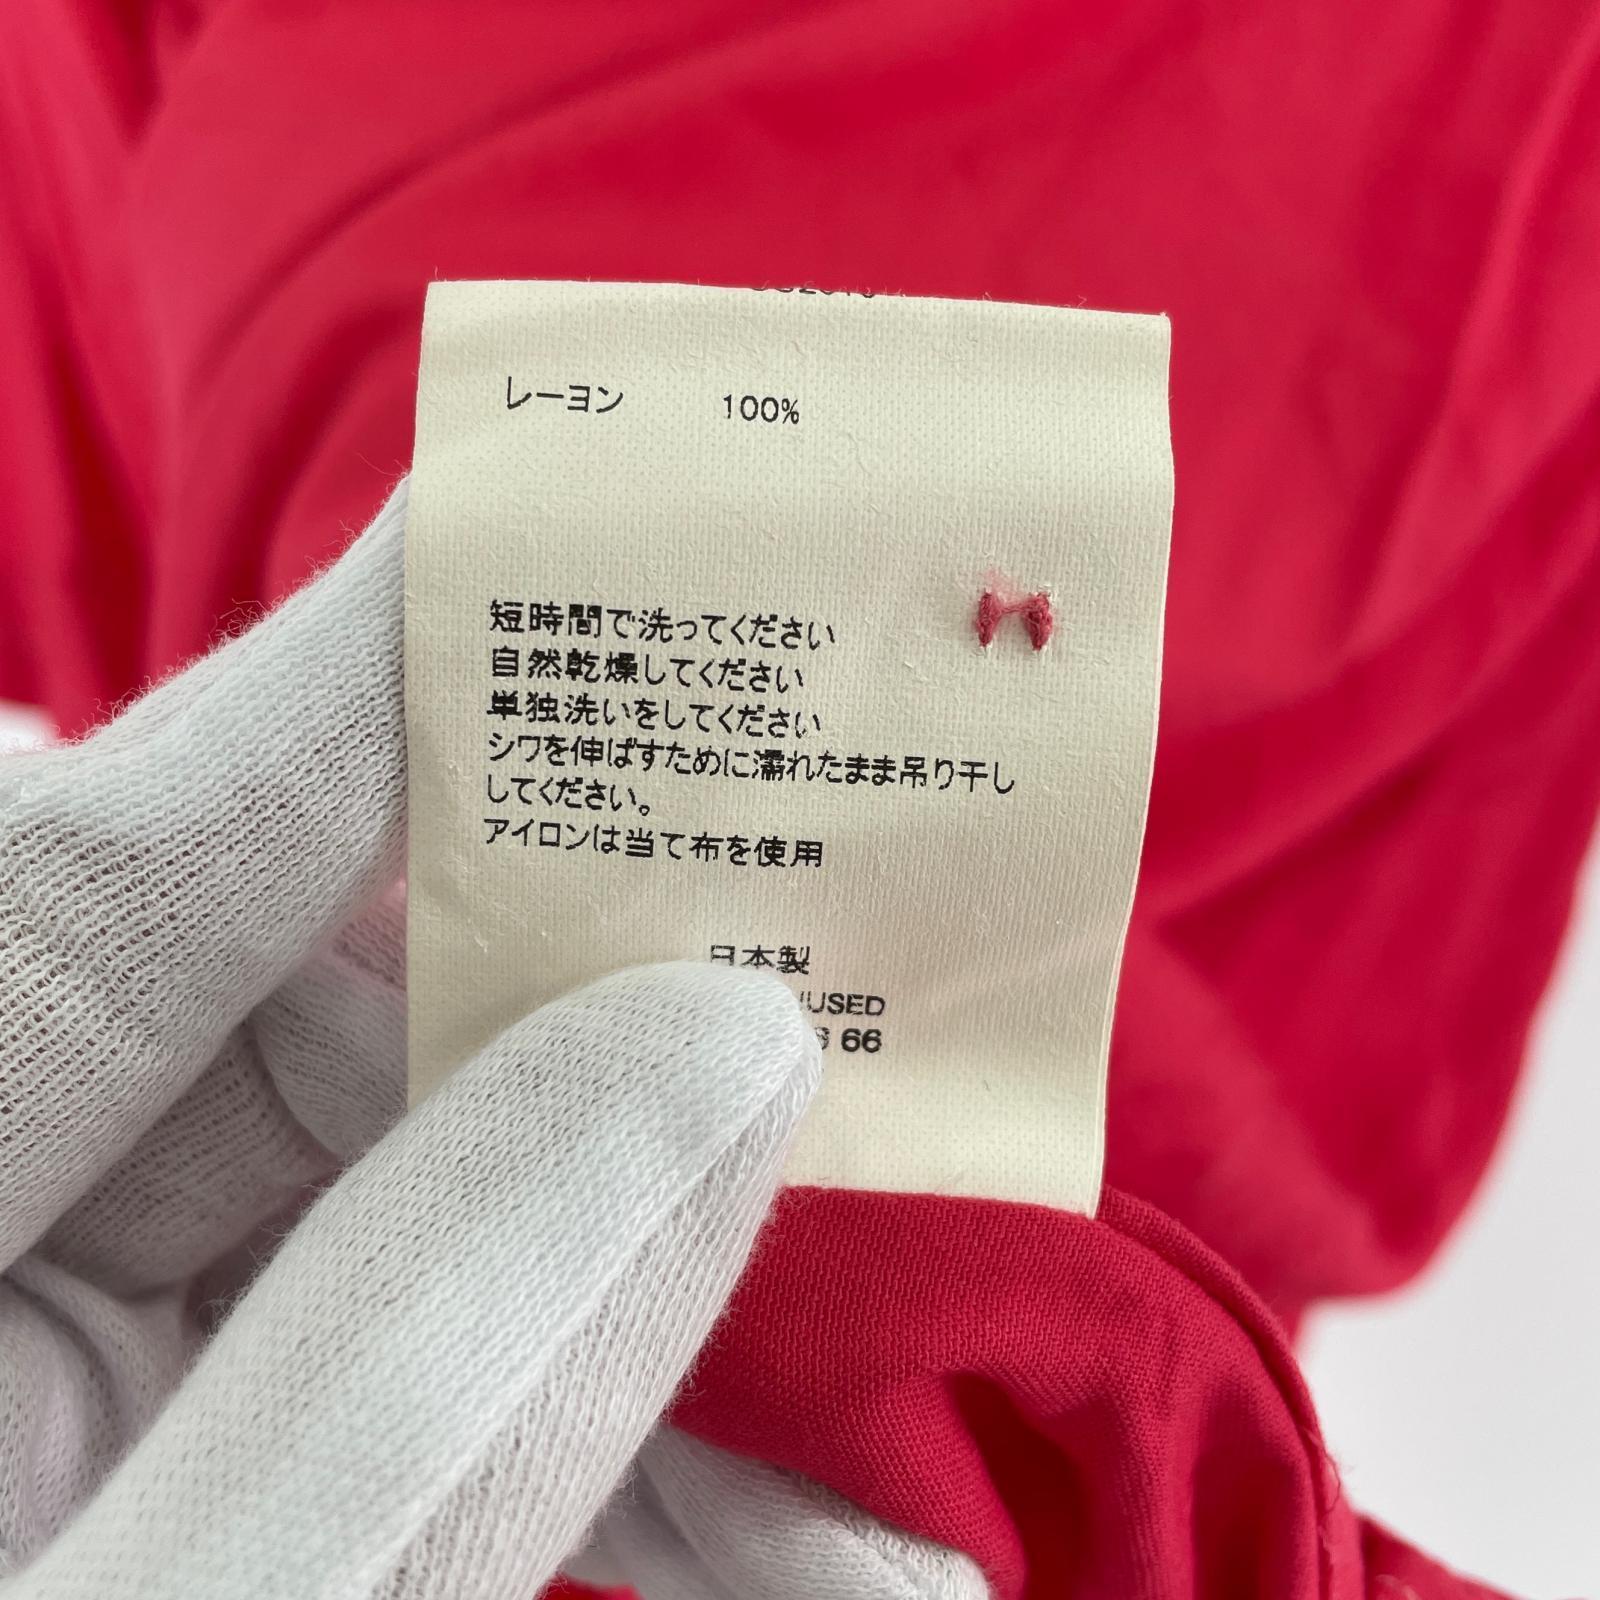 レーヨン 100%
短時間で洗ってください
自然乾燥してください
単独洗いをしてください
シワを伸ばすために濡れたまま吊り干し
してください。
アイロンは当て布を使用
日本製
66